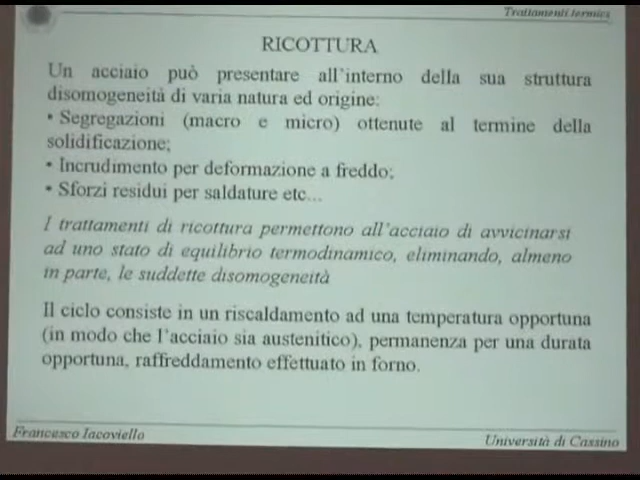 Trattamenti termici
RICOTTURA
Un acciaio può presentare all'interno della sua struttura
disomogeneità di varia natura ed origine:
• Segregazioni (macro e micro) ottenute al termine della
solidificazione;
• Incrudimento per deformazione a freddo;
• Sforzi residui per saldature etc...
I trattamenti di ricottura permettono all'acciaio di avvicinarsi
ad uno stato di equilibrio termodinamico, eliminando, almeno
in parte, le suddette disomogeneità
Il ciclo consiste in un riscaldamento ad una temperatura opportuna
(in modo che l'acciaio sia austenitico), permanenza per una durata
opportuna, raffreddamento effettuato in forno.
Francesco Iacoviello
Università di Cassino